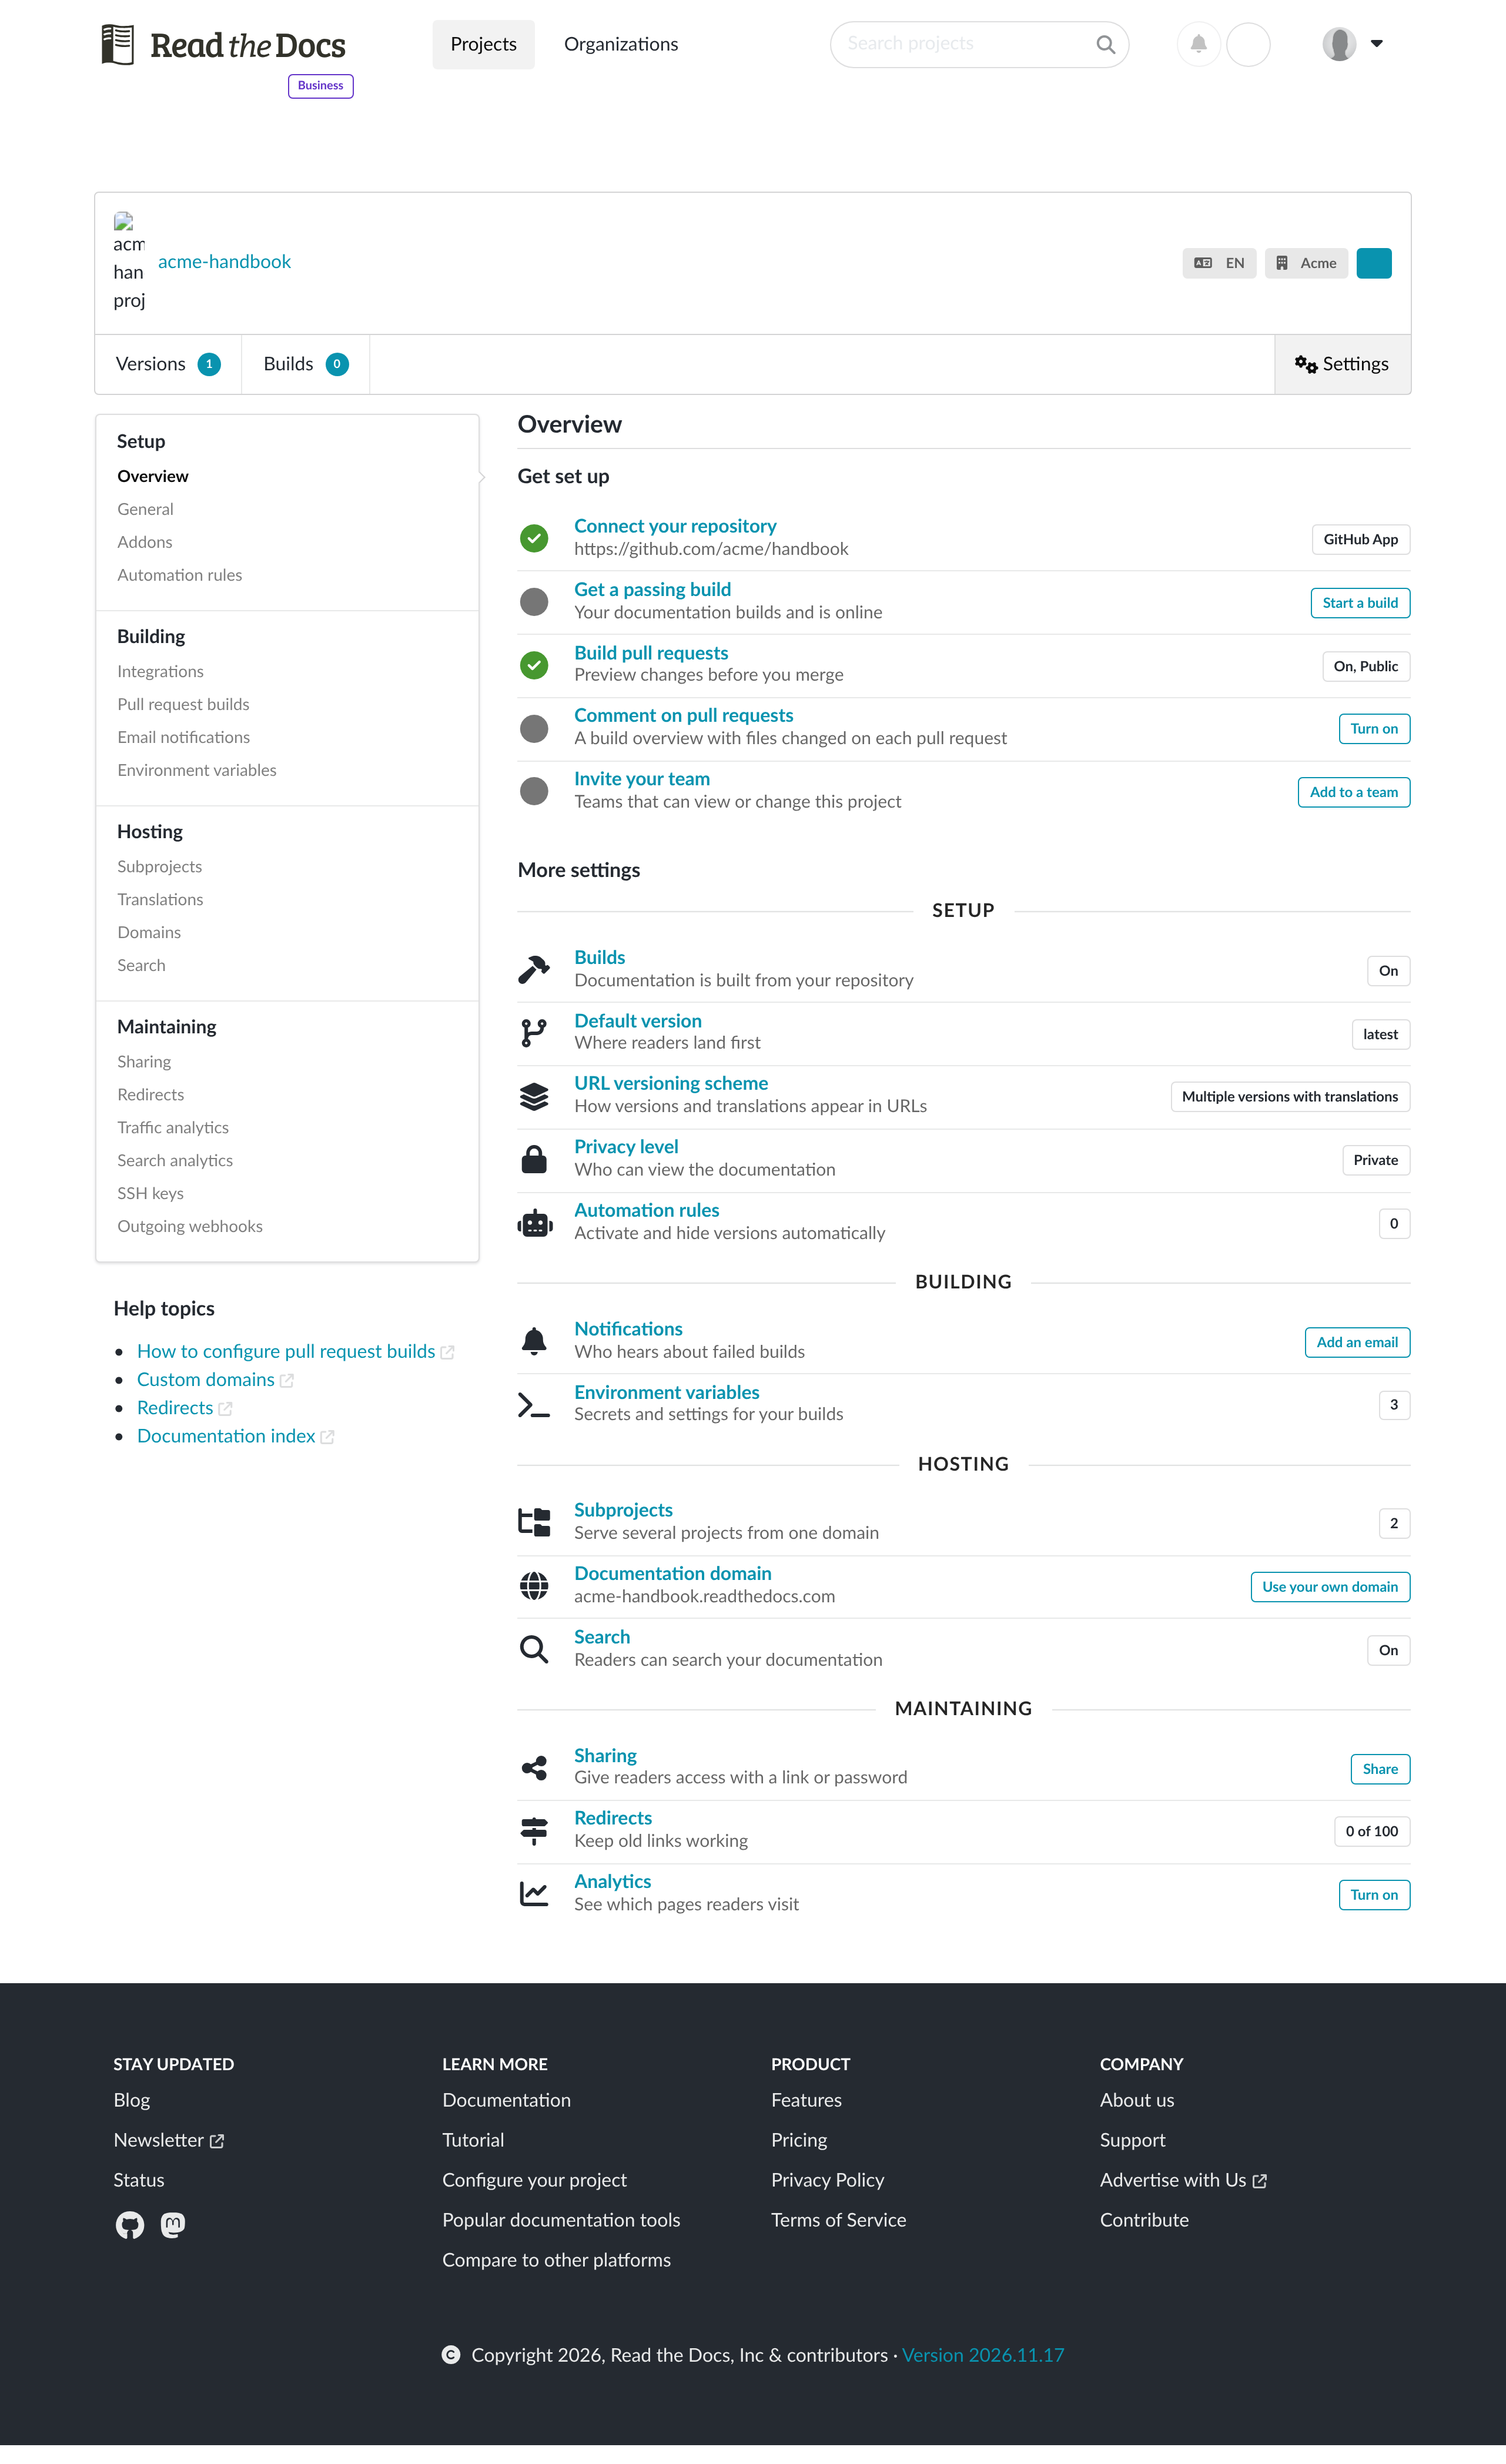 Read the Docs
Business
Projects
Organizations
Search projects
acm
han
proj
acme-handbook
EN
Acme
Versions 1
Builds 0
Settings
Setup
Overview
General
Addons
Automation rules
Building
Integrations
Pull request builds
Email notifications
Environment variables
Hosting
Subprojects
Translations
Domains
Search
Maintaining
Sharing
Redirects
Traffic analytics
Search analytics
SSH keys
Outgoing webhooks
Help topics
How to configure pull request builds
Custom domains
Redirects
Documentation index
Overview
Get set up
Connect your repository
https://github.com/acme/handbook
GitHub App
Get a passing build
Your documentation builds and is online
Start a build
Build pull requests
Preview changes before you merge
On, Public
Comment on pull requests
A build overview with files changed on each pull request
Turn on
Invite your team
Teams that can view or change this project
Add to a team
More settings
SETUP
Builds
Documentation is built from your repository
On
Default version
Where readers land first
latest
URL versioning scheme
How versions and translations appear in URLs
Multiple versions with translations
Privacy level
Who can view the documentation
Private
Automation rules
Activate and hide versions automatically
0
BUILDING
Notifications
Who hears about failed builds
Add an email
Environment variables
Secrets and settings for your builds
3
HOSTING
Subprojects
Serve several projects from one domain
2
Documentation domain
acme-handbook.readthedocs.com
Use your own domain
Search
Readers can search your documentation
On
MAINTAINING
Sharing
Give readers access with a link or password
Share
Redirects
Keep old links working
0 of 100
Analytics
See which pages readers visit
Turn on
STAY UPDATED
Blog
Newsletter
Status
LEARN MORE
Documentation
Tutorial
Configure your project
Popular documentation tools
Compare to other platforms
PRODUCT
Features
Pricing
Privacy Policy
Terms of Service
COMPANY
About us
Support
Advertise with Us
Contribute
© Copyright 2026, Read the Docs, Inc & contributors · Version 2026.11.17